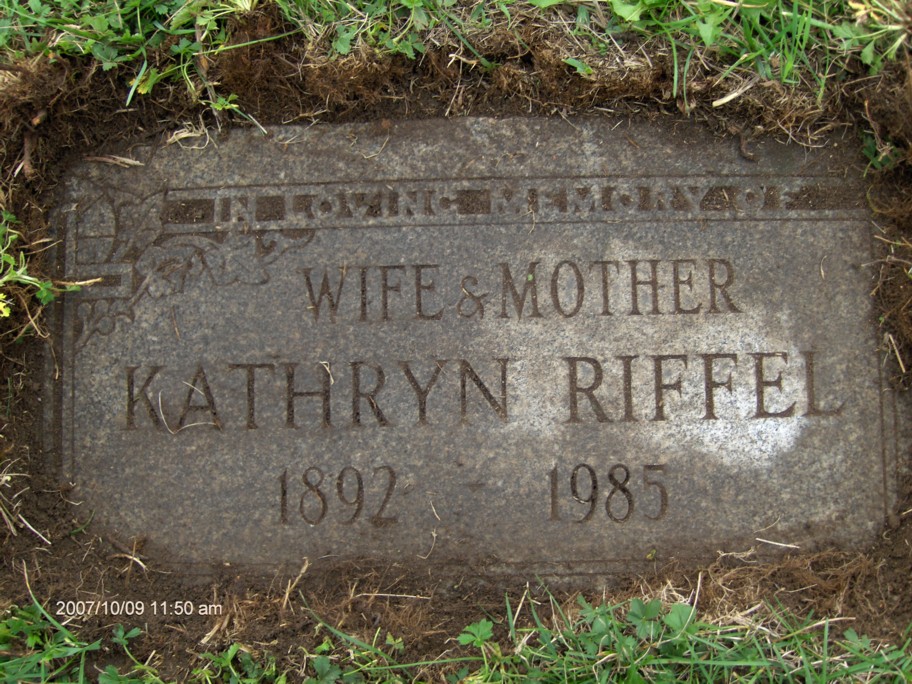 IN LOVING MEMORY OF
WIFE & MOTHER
KATHRYN RIFFEL
1892 - 1985
2007/10/09 11:50 am